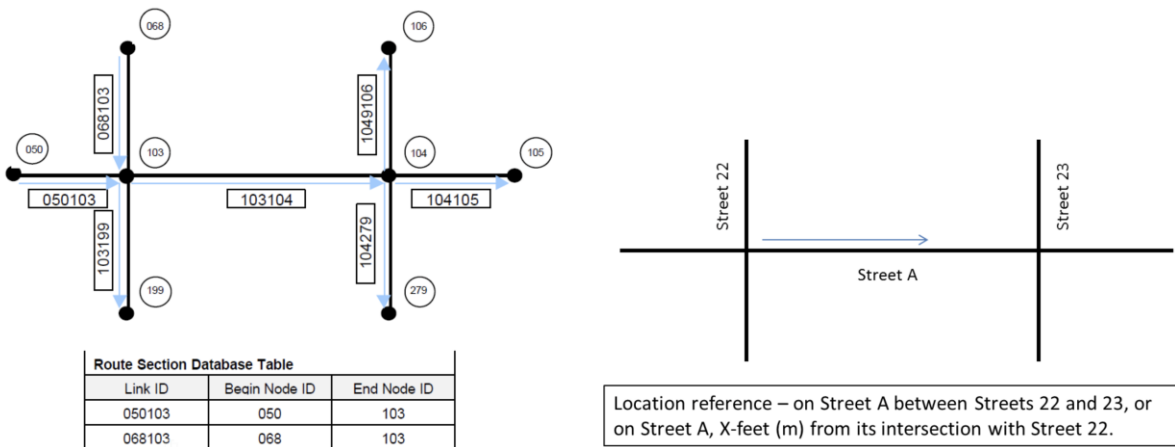 068
106
068103
1049106
050
103
104
105
050103
103104
104105
103199
104279
199
279
Route Section Database Table
Link ID Begin Node ID End Node ID
050103 050 103
068103 068 103
Street 22
Street 23
Street A
Location reference – on Street A between Streets 22 and 23, or
on Street A, X-feet (m) from its intersection with Street 22.